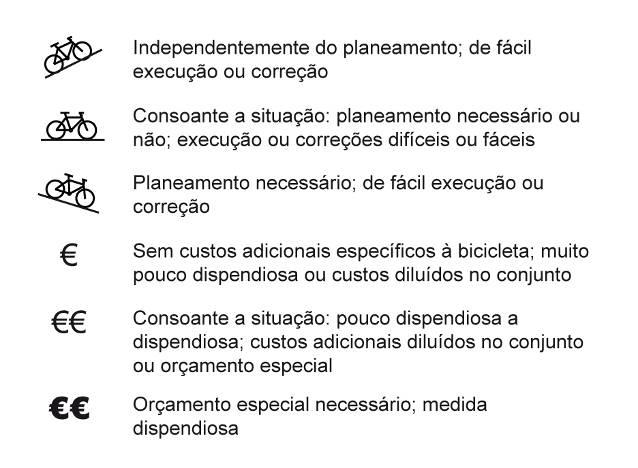 Independentemente do planeamento; de fácil
execução ou correção
Consoante a situação: planeamento necessário ou
não; execução ou correções difíceis ou fáceis
Planeamento necessário; de fácil execução ou
correção
€ Sem custos adicionais específicos à bicicleta; muito
pouco dispendiosa ou custos diluídos no conjunto
€€ Consoante a situação: pouco dispendiosa a
dispendiosa; custos adicionais diluídos no conjunto
ou orçamento especial
€€ Orçamento especial necessário; medida
dispendiosa